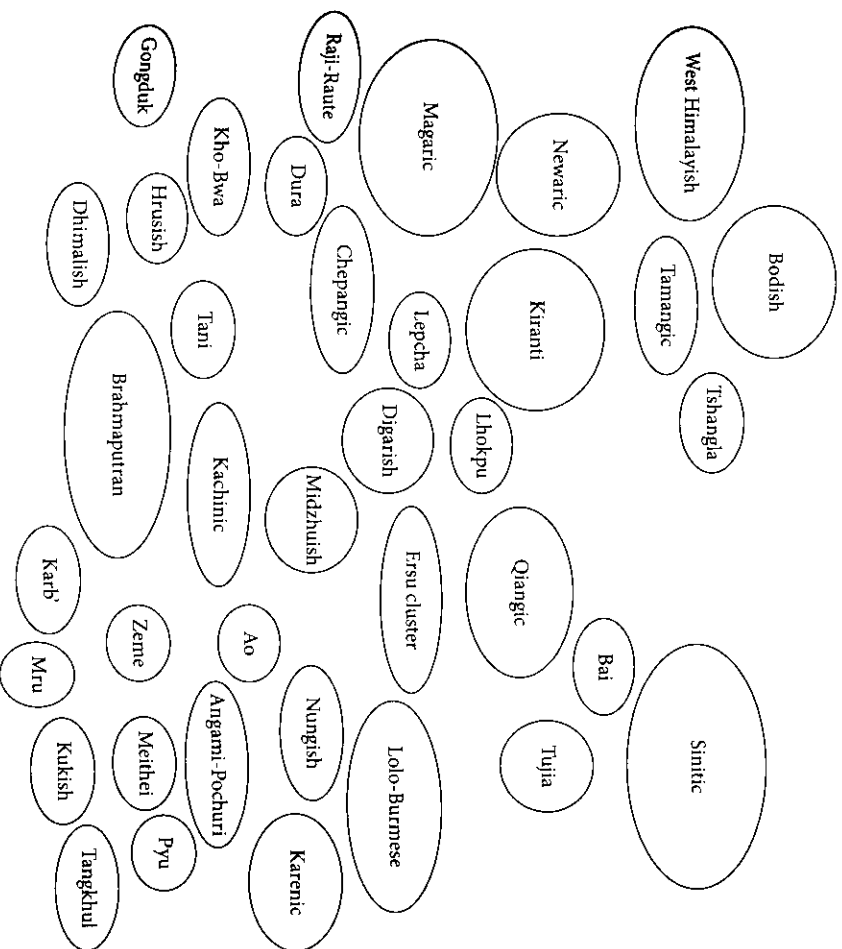 Bodish
Tshangla
Sinitic
West Himalayish
Tamangic
Bai
Newaric
Tujia
Kiranti
Qiangic
Lhokpu
Magaric
Lepcha
Ersu cluster
Lolo-Burmese
Digarish
Chepangic
Raji-Raute
Midzhuish
Nungish
Dura
Karenic
Ao
Kho-Bwa
Kachinic
Angami-Pochuri
Tani
Pyu
Hrusish
Gongduk
Meithei
Zeme
Brahmaputran
Tangkhul
Dhimalish
Kukish
Karb'
Mru